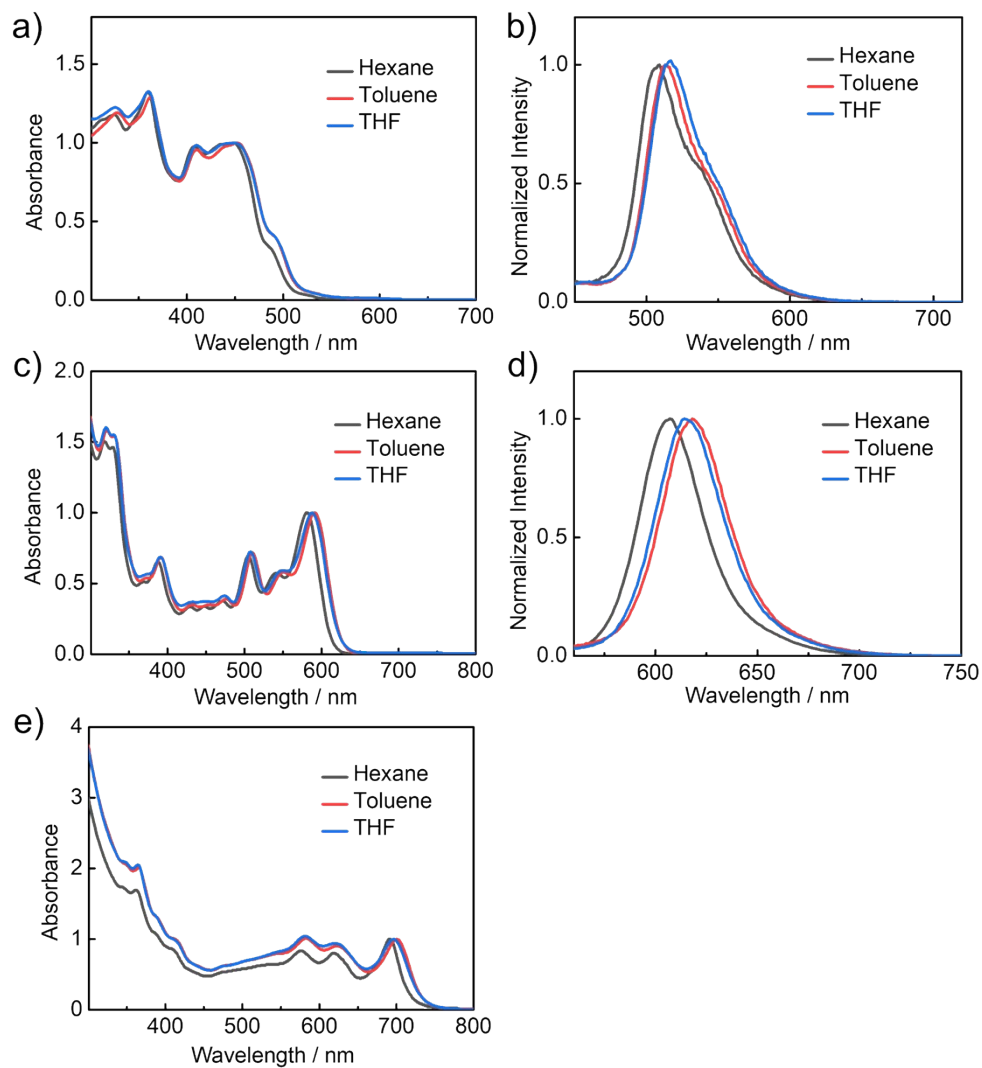 a)
Absorbance
1.5
1.0
0.5
0.0
400
500
600
700
Wavelength / nm
Hexane
Toluene
THF
b)
Normalized Intensity
1.0
0.5
0.0
500
600
700
Wavelength / nm
Hexane
Toluene
THF
c)
Absorbance
2.0
1.5
1.0
0.5
0.0
400
500
600
700
800
Wavelength / nm
Hexane
Toluene
THF
d)
Normalized Intensity
1.0
0.5
0.0
600
650
700
750
Wavelength / nm
Hexane
Toluene
THF
e)
Absorbance
4
3
2
1
0
400
500
600
700
800
Wavelength / nm
Hexane
Toluene
THF